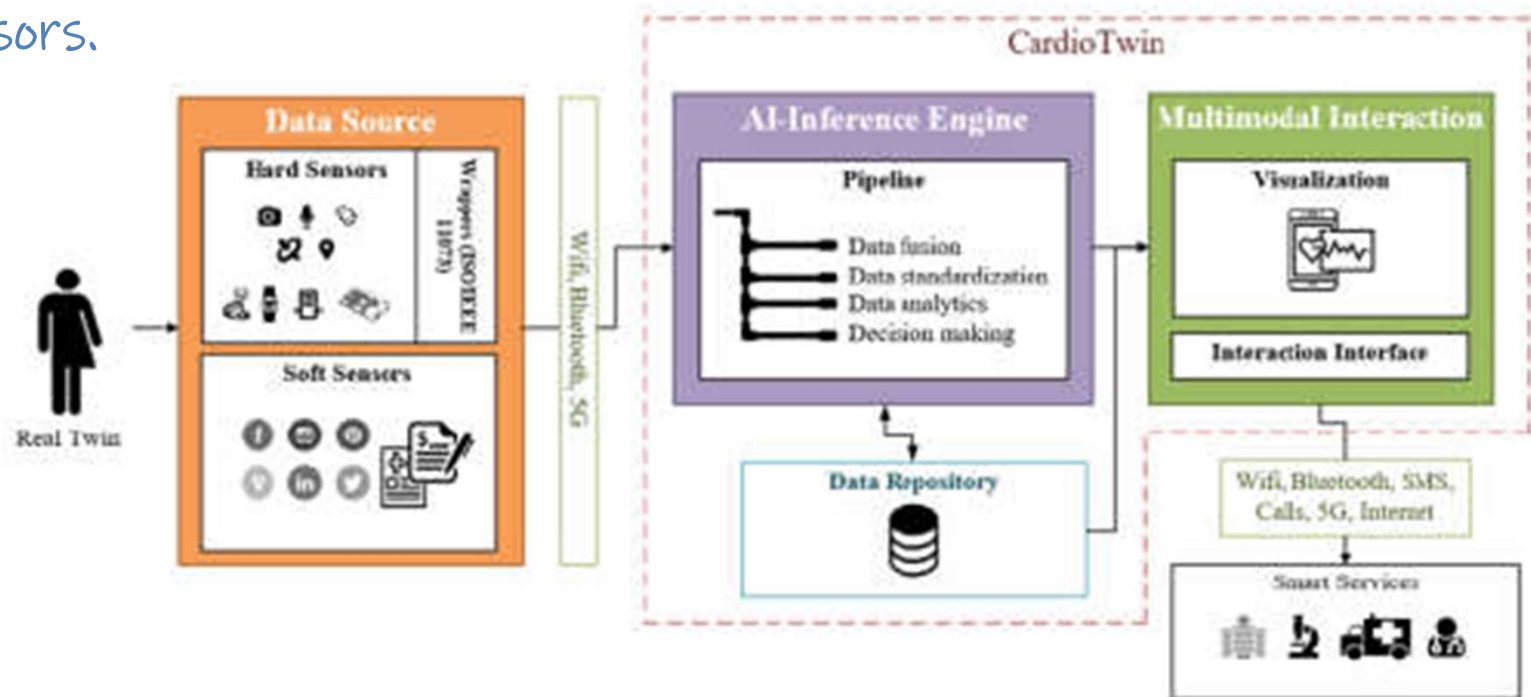 sors.
CardioTwin
Data Source
Hard Sensors
Wrappers (ISO/IEEE
11073)
Soft Sensors
Real Twin
Wifi, Bluetooth, 5G
AI-Inference Engine
Pipeline
Data fusion
Data standardization
Data analytics
Decision making
Data Repository
Multimodal Interaction
Visualization
Interaction Interface
Wifi, Bluetooth, SMS,
Calls, 5G, Internet
Smart Services